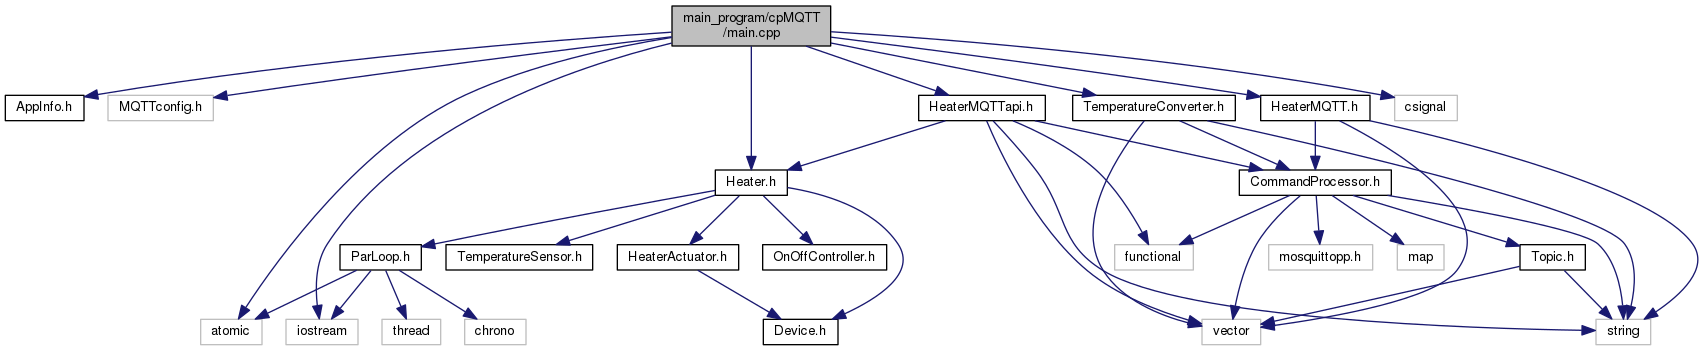 main_program/cpMQTT
/main.cpp
AppInfo.h
MQTTconfig.h
HeaterMQTTapi.h
TemperatureConverter.h
HeaterMQTT.h
csignal
Heater.h
CommandProcessor.h
ParLoop.h
TemperatureSensor.h
HeaterActuator.h
OnOffController.h
functional
mosquittopp.h
map
Topic.h
atomic
iostream
thread
chrono
Device.h
vector
string